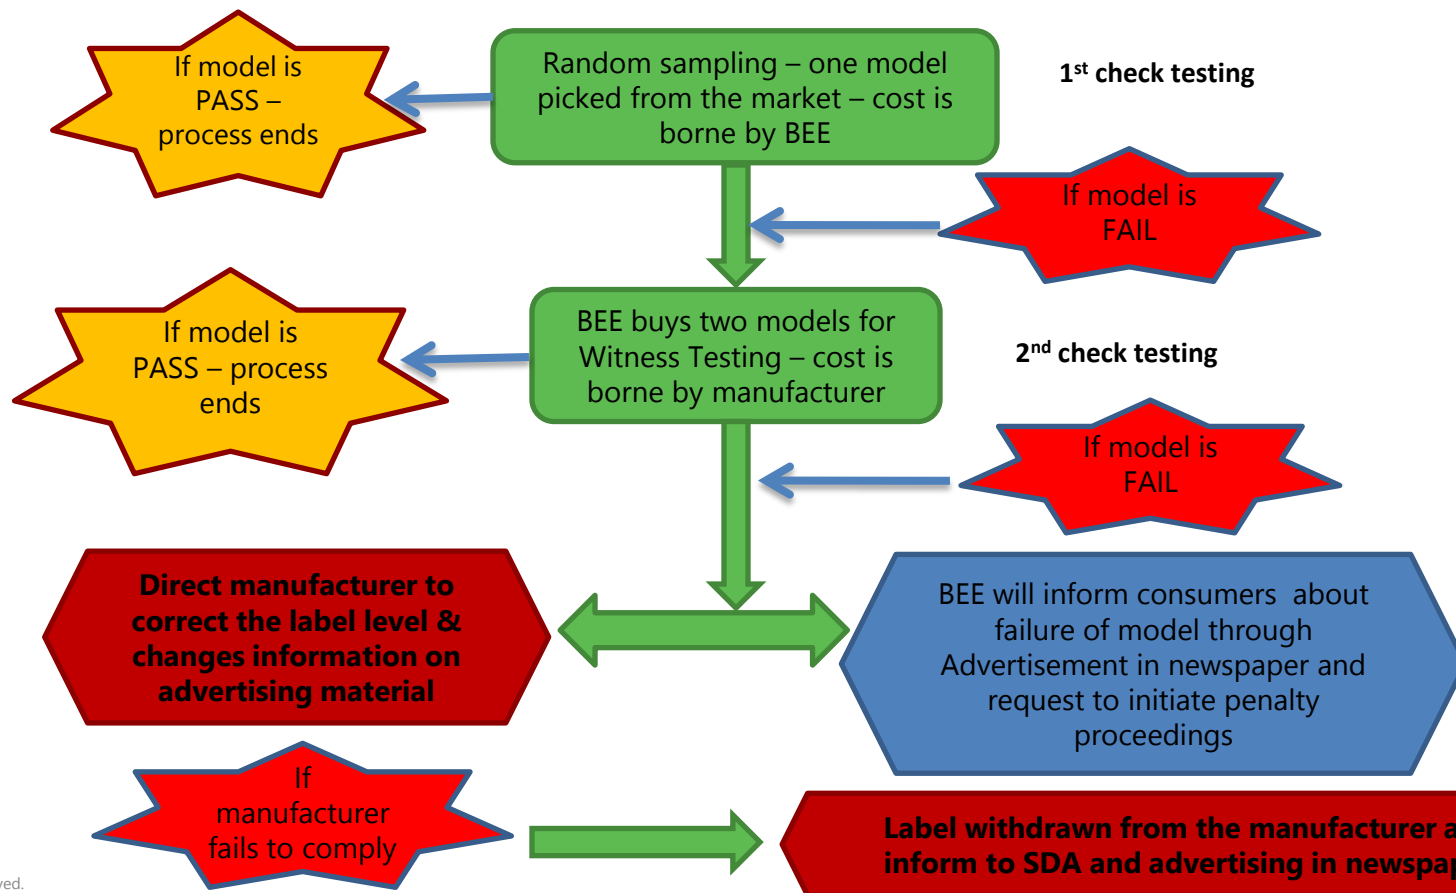 If model is
PASS –
process ends
Random sampling – one model
picked from the market – cost is
borne by BEE
1st check testing
If model is
FAIL
If model is
PASS – process
ends
BEE buys two models for
Witness Testing – cost is
borne by manufacturer
2nd check testing
If model is
FAIL
Direct manufacturer to
correct the label level &
changes information on
advertising material
BEE will inform consumers about
failure of model through
Advertisement in newspaper and
request to initiate penalty
proceedings
If
manufacturer
fails to comply
Label withdrawn from the manufacturer
inform to SDA and advertising in